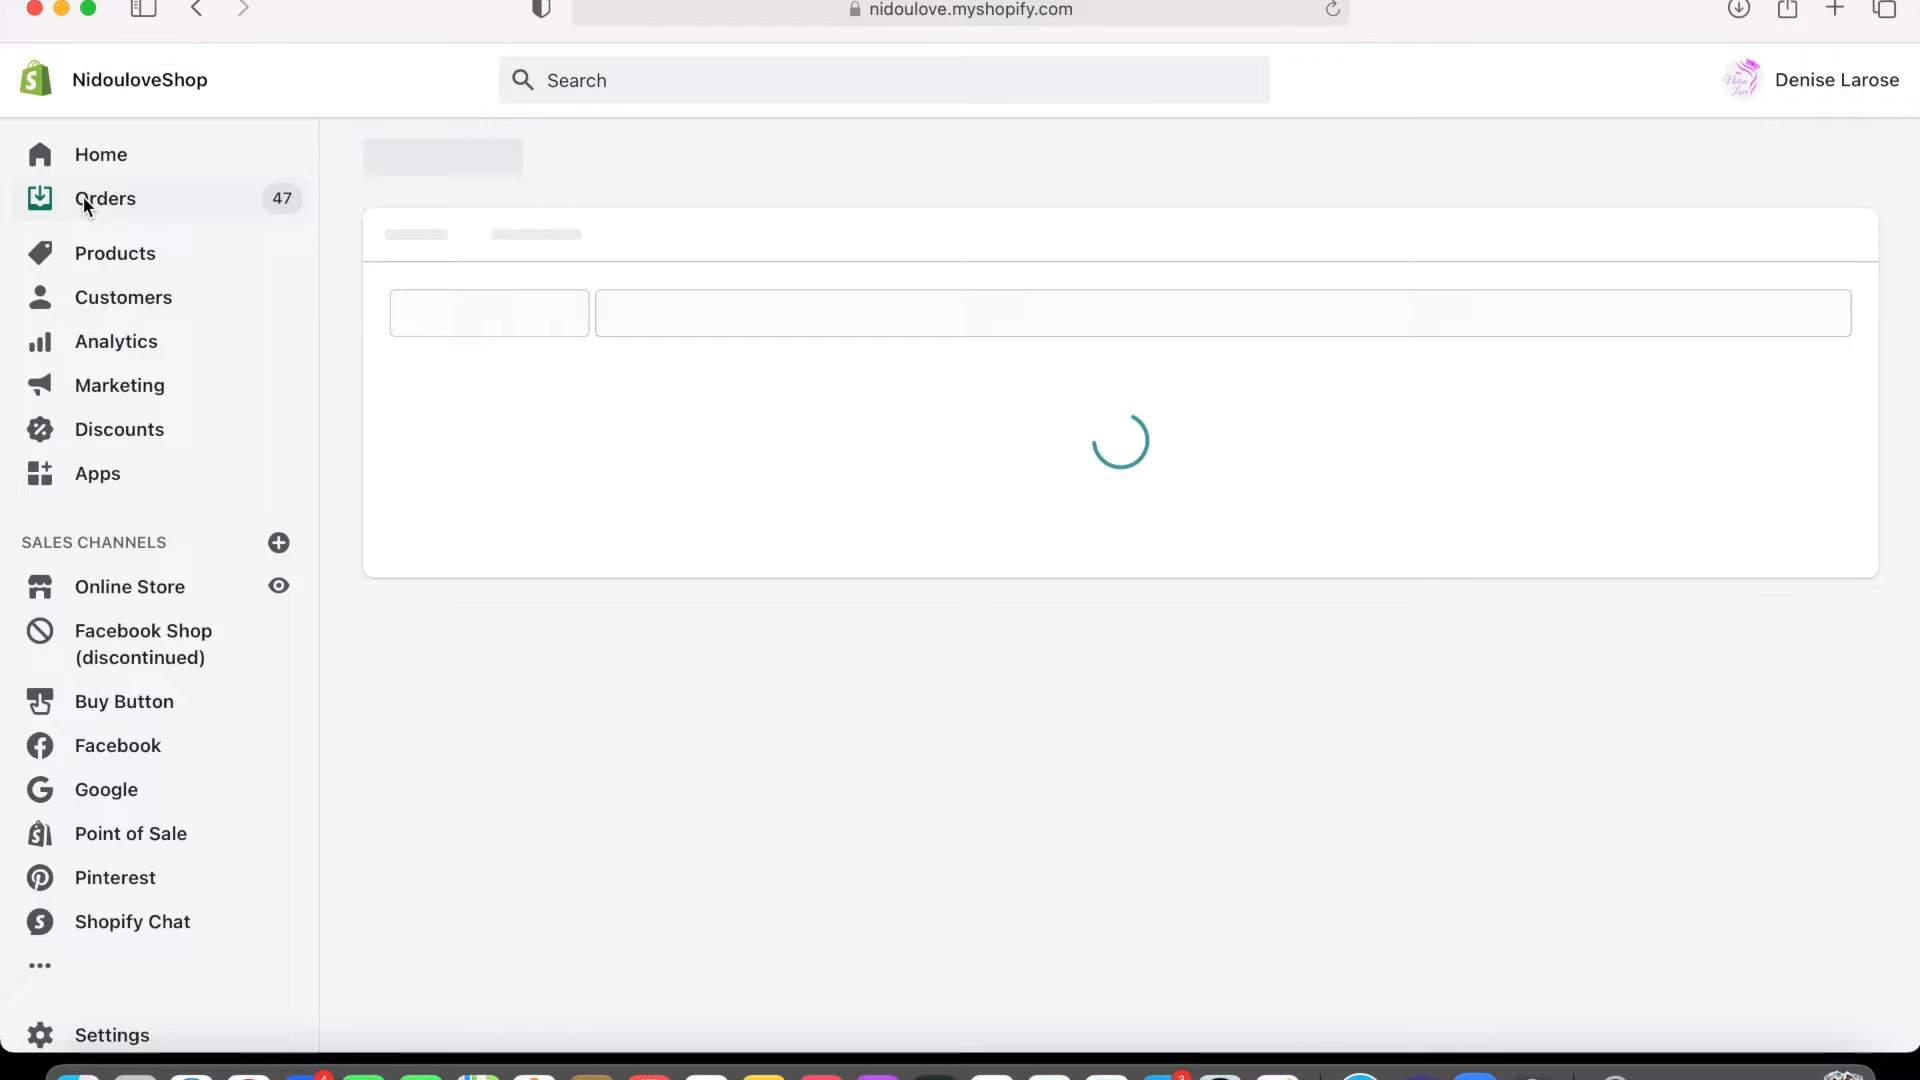 nidoulove.myshopify.com
NidouloveShop
Search
Denise Larose
Home
Orders
47
Products
Customers
Analytics
Marketing
Discounts
Apps
SALES CHANNELS
Online Store
Facebook Shop
(discontinued)
Buy Button
Facebook
Google
Point of Sale
Pinterest
Shopify Chat
Settings